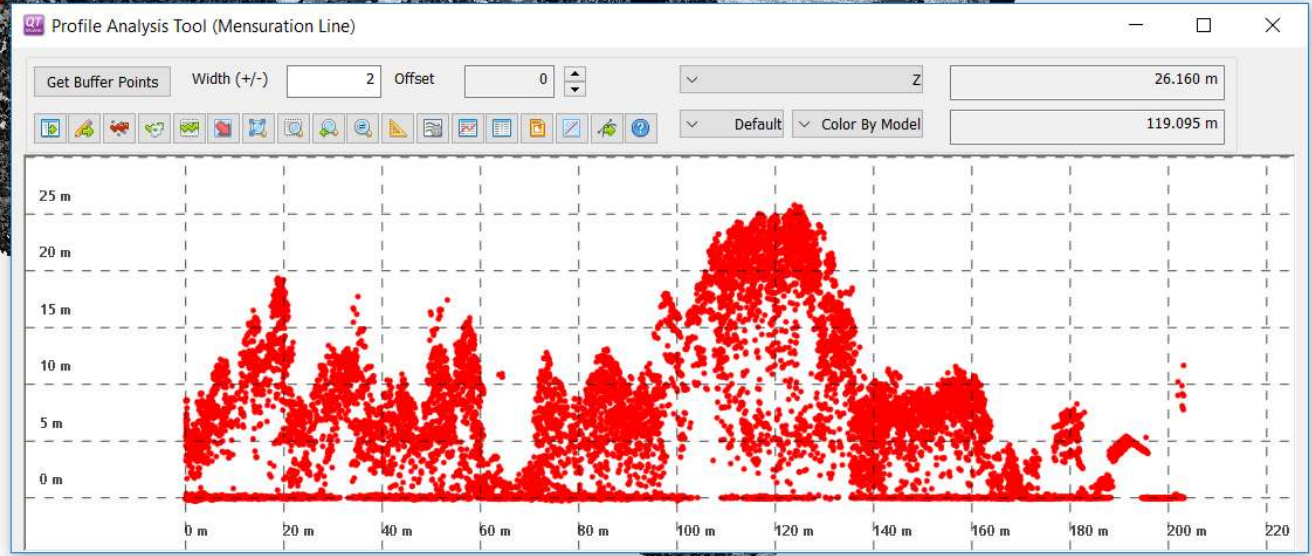 QT
Profile Analysis Tool (Mensuration Line)
Get Buffer Points Width (+/-) 2 Offset 0 Z 26.160 m
Default Color By Model 119.095 m
25 m
20 m
15 m
10 m
5 m
0 m
0 m 20 m 40 m 60 m 80 m 100 m 120 m 140 m 160 m 180 m 200 m 220